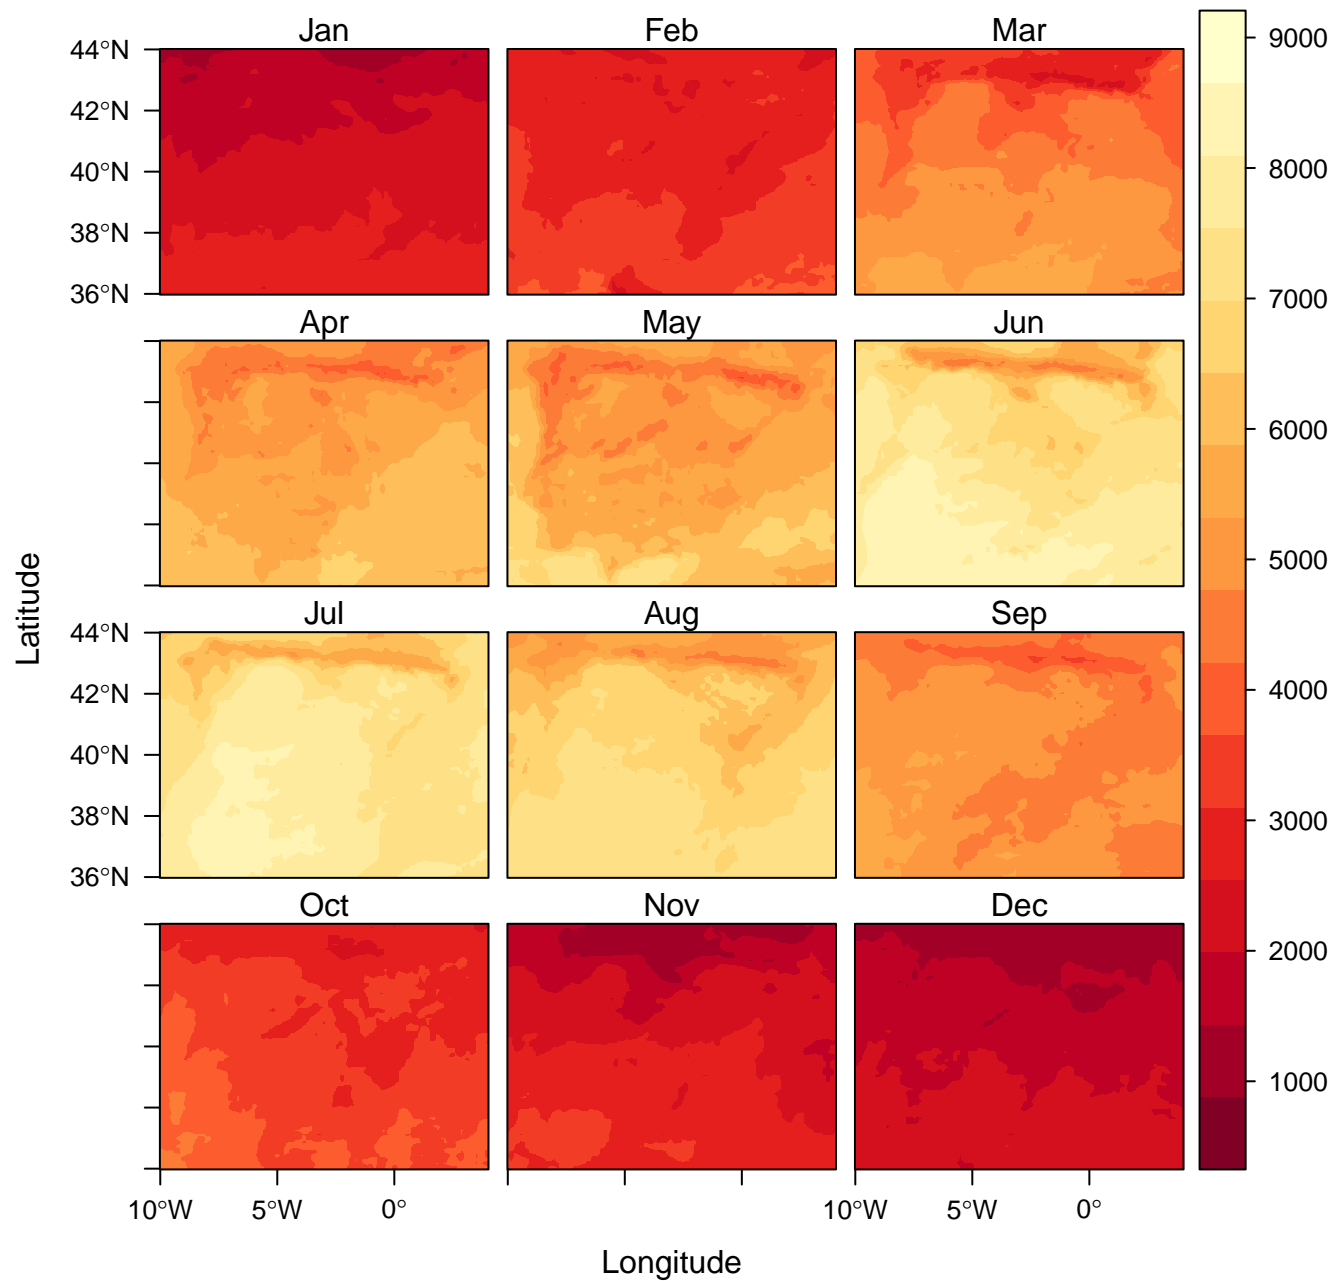 Jan Feb Mar
44°N
42°N
40°N
38°N
36°N
Apr May Jun
Jul Aug Sep
44°N
42°N
40°N
38°N
36°N
Oct Nov Dec
10°W 5°W 0° 10°W 5°W 0°
Latitude
Longitude
9000
8000
7000
6000
5000
4000
3000
2000
1000